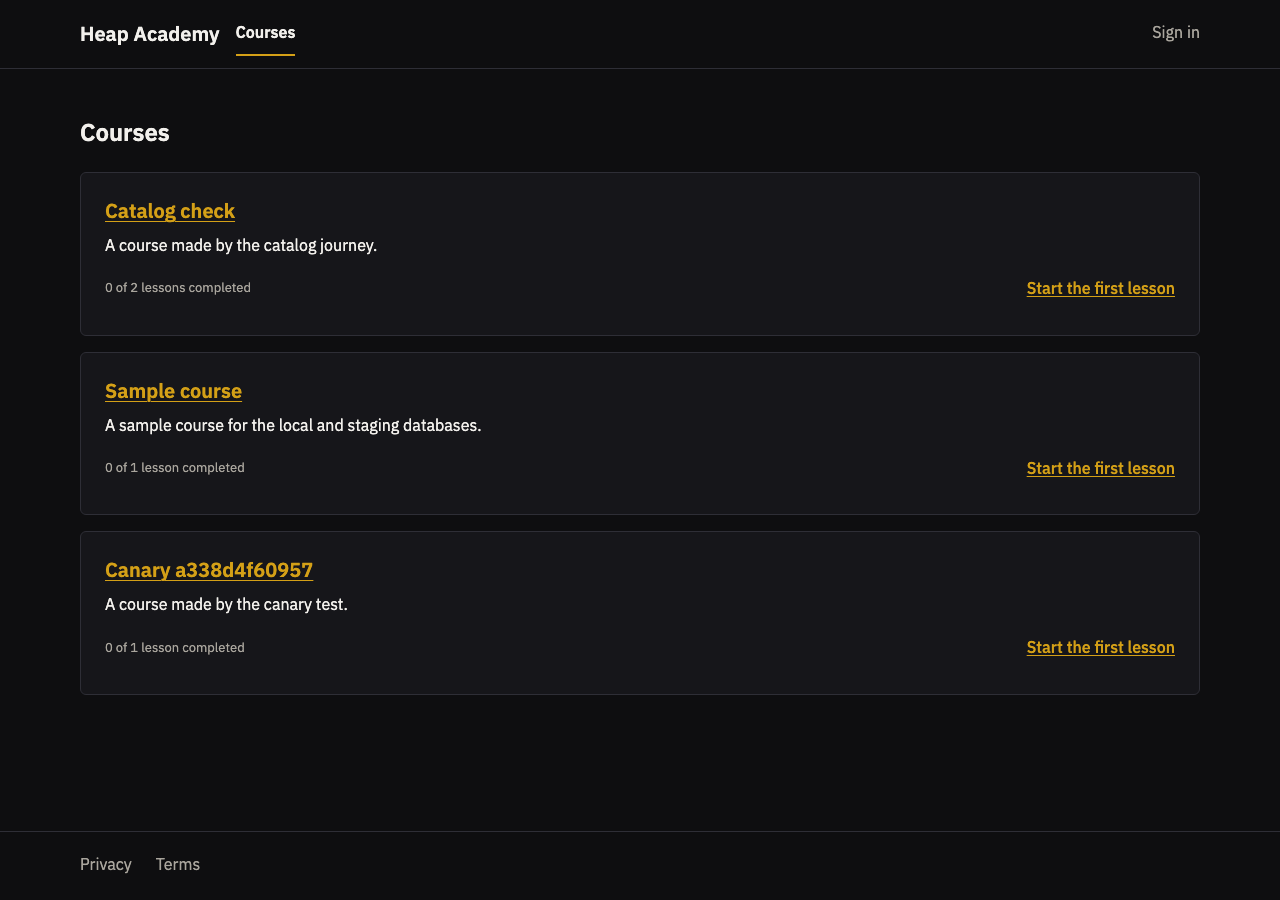 Heap Academy
Courses
Sign in
Courses
Catalog check
A course made by the catalog journey.
0 of 2 lessons completed
Start the first lesson
Sample course
A sample course for the local and staging databases.
0 of 1 lesson completed
Start the first lesson
Canary a338d4f60957
A course made by the canary test.
0 of 1 lesson completed
Start the first lesson
Privacy
Terms